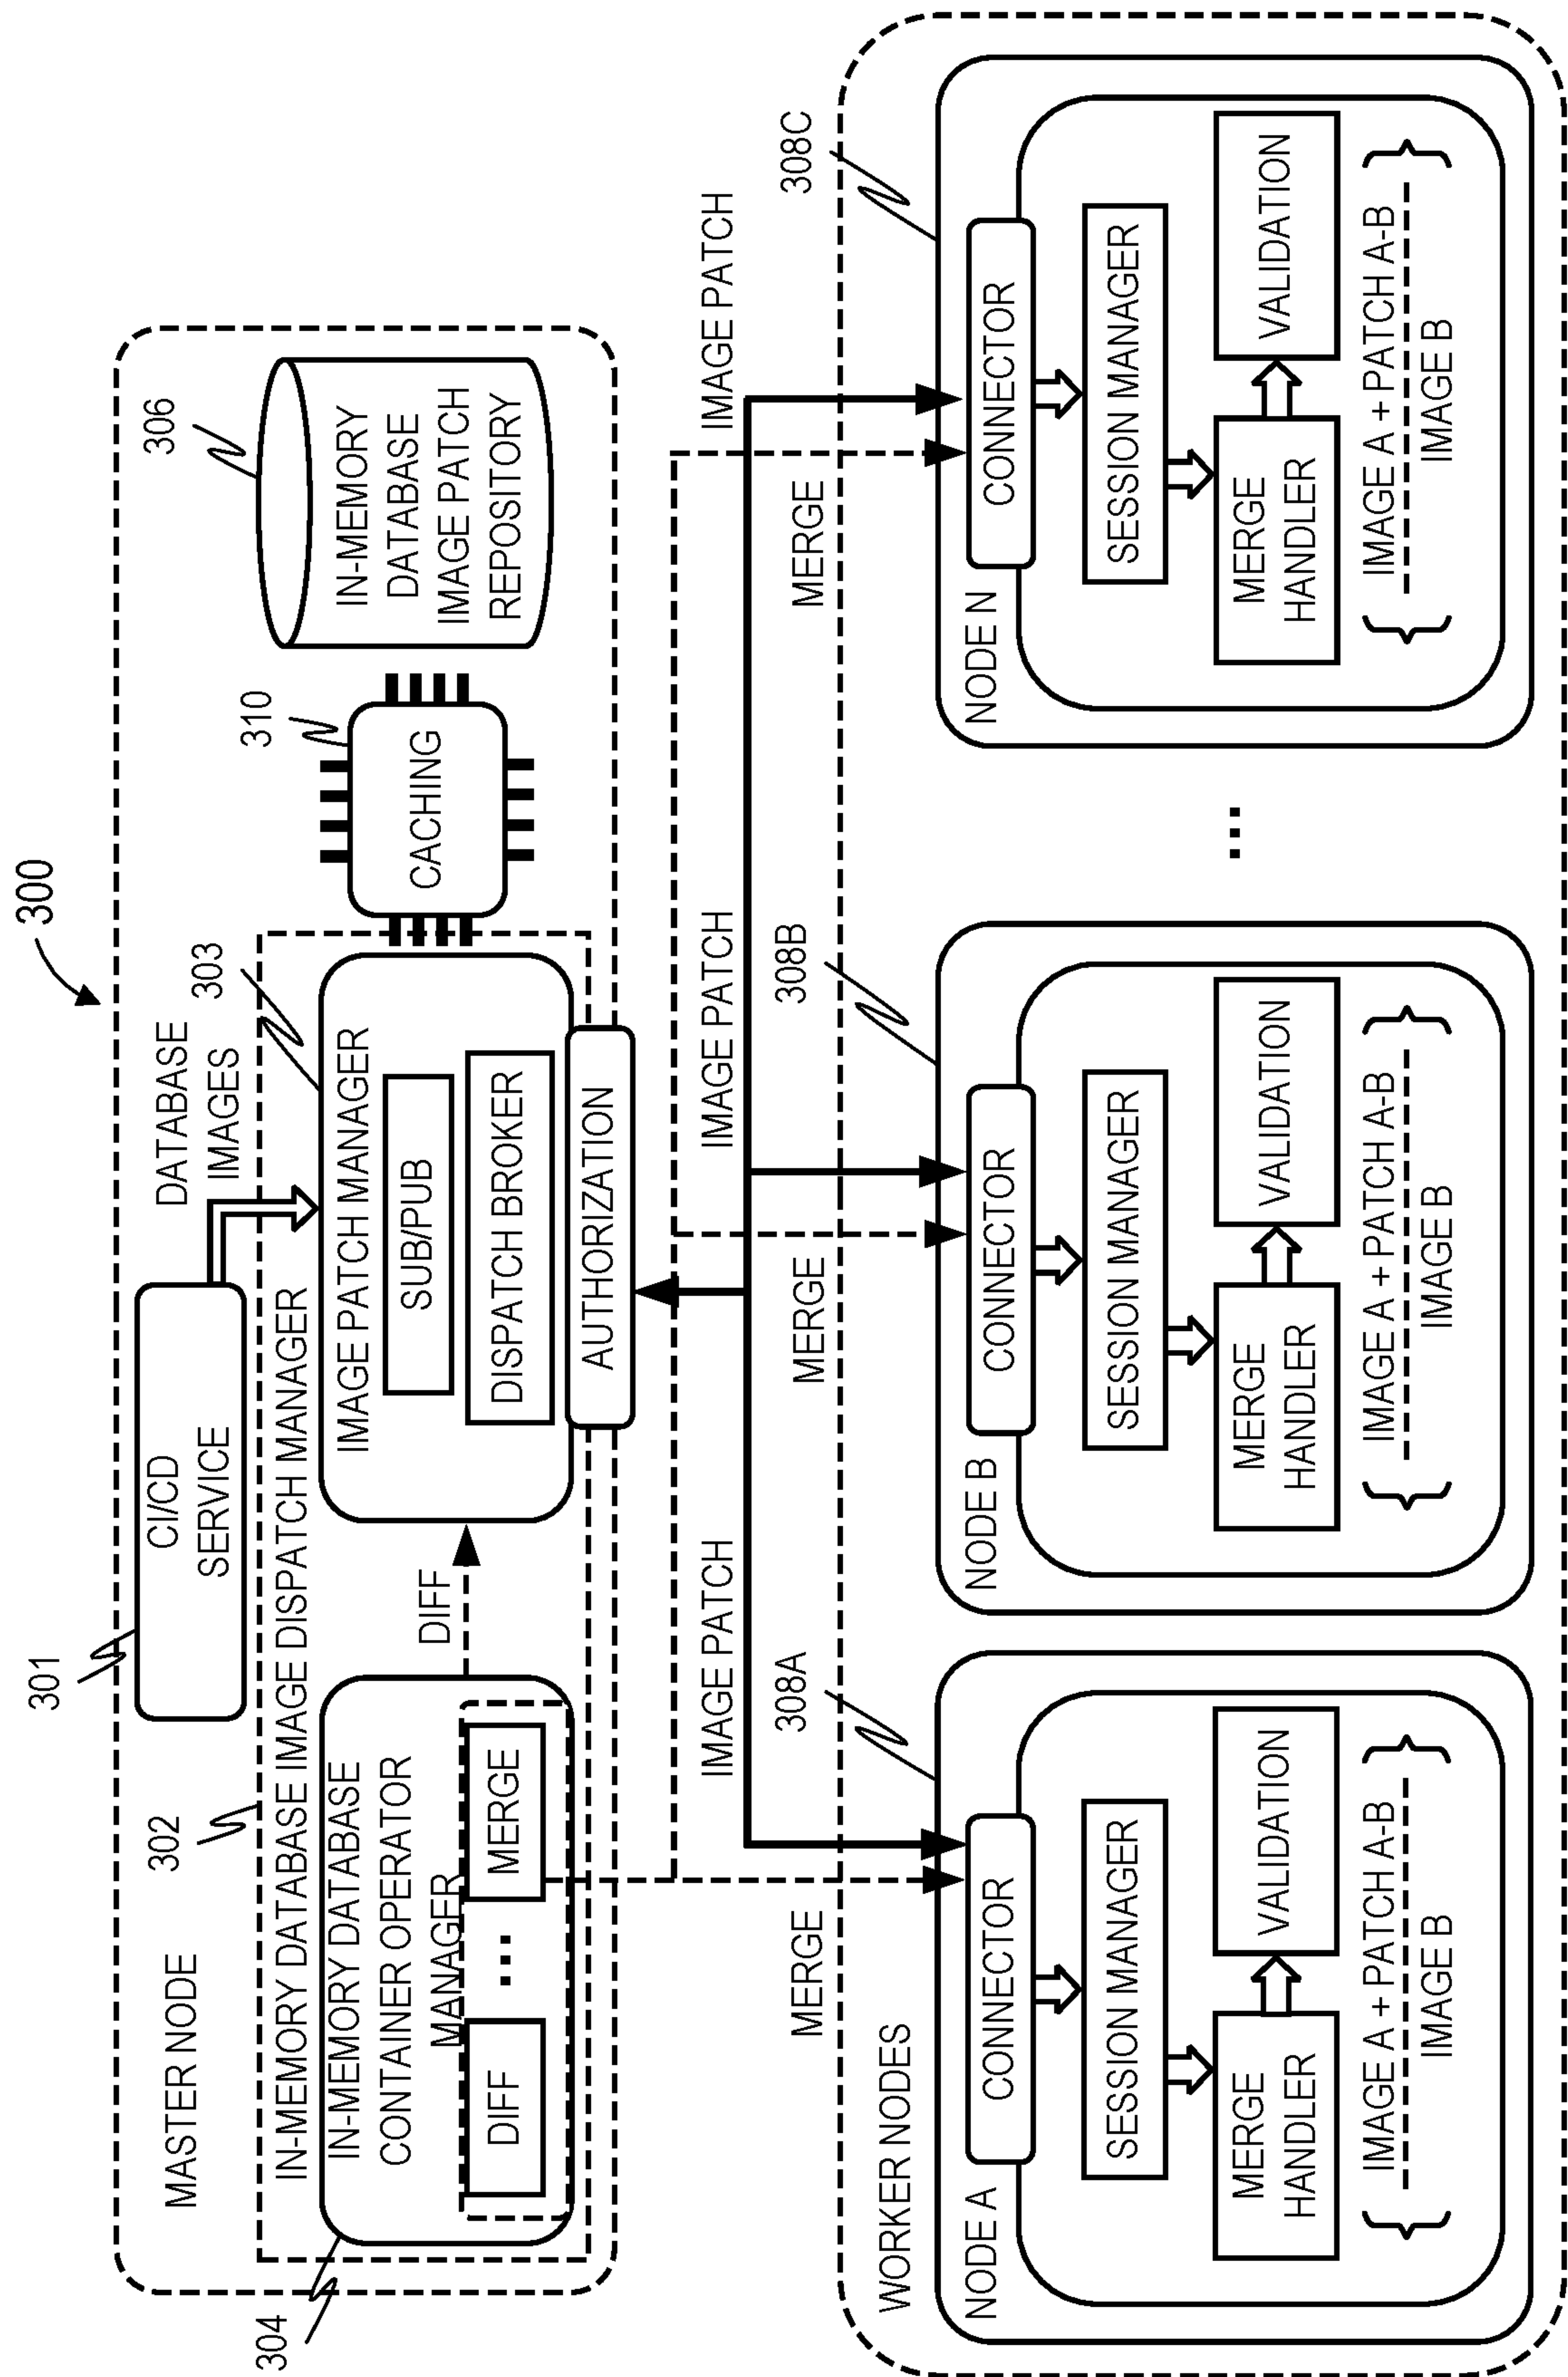 300
MASTER NODE
301
CI/CD
SERVICE
DATABASE
IMAGES
302
IN-MEMORY DATABASE IMAGE DISPATCH MANAGER
303
304
IN-MEMORY DATABASE
CONTAINER OPERATOR
MANAGER
DIFF
...
MERGE
DIFF
IMAGE PATCH MANAGER
SUB/PUB
DISPATCH BROKER
AUTHORIZATION
310
CACHING
306
IN-MEMORY
DATABASE
IMAGE PATCH
REPOSITORY
IMAGE PATCH
IMAGE PATCH
IMAGE PATCH
MERGE
MERGE
MERGE
WORKER NODES
308A
NODE A
CONNECTOR
SESSION MANAGER
MERGE
HANDLER
VALIDATION
IMAGE A + PATCH A-B
IMAGE B
308B
NODE B
CONNECTOR
SESSION MANAGER
MERGE
HANDLER
VALIDATION
IMAGE A + PATCH A-B
IMAGE B
...
308C
NODE N
CONNECTOR
SESSION MANAGER
MERGE
HANDLER
VALIDATION
IMAGE A + PATCH A-B
IMAGE B